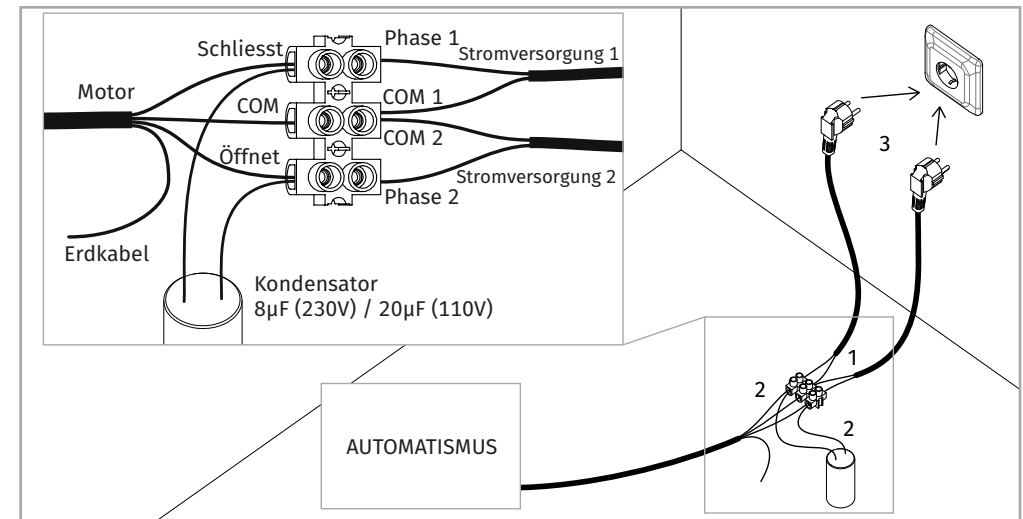 Schliesst
Phase 1
Stromversorgung 1
Motor
COM
COM 1
COM 2
Öffnet
Stromversorgung 2
Phase 2
Erdkabel
Kondensator
8µF (230V) / 20µF (110V)
3
1
2
2
AUTOMATISMUS